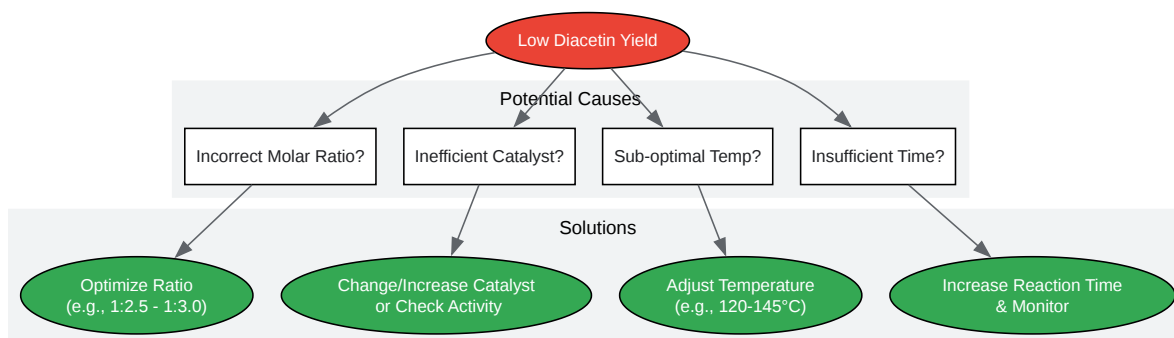 Low Diacetin Yield
Potential Causes
Incorrect Molar Ratio?
Inefficient Catalyst?
Sub-optimal Temp?
Insufficient Time?
Solutions
Optimize Ratio
(e.g., 1:2.5 - 1:3.0)
Change/Increase Catalyst
or Check Activity
Adjust Temperature
(e.g., 120-145°C)
Increase Reaction Time
& Monitor